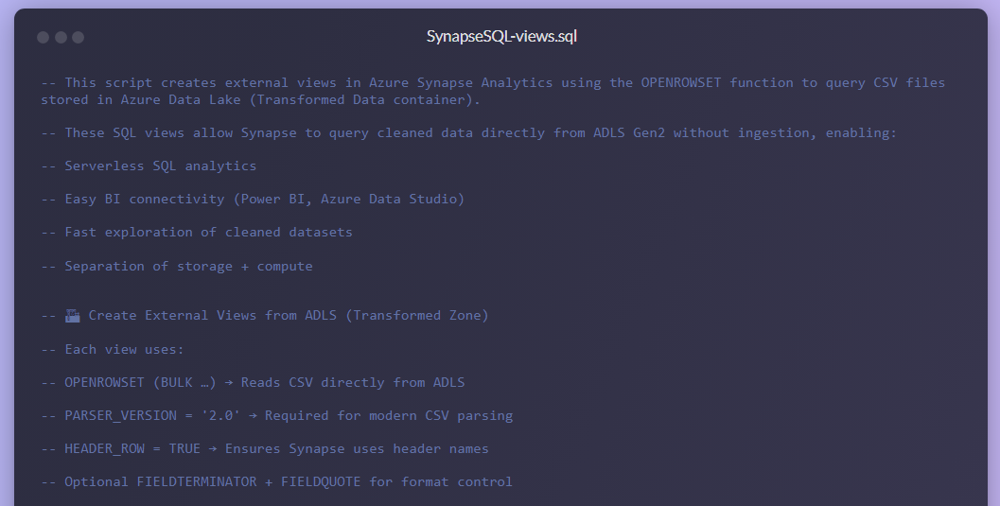 SynapseSQL-views.sql
-- This script creates external views in Azure Synapse Analytics using the OPENROWSET function to query CSV files
stored in Azure Data Lake (Transformed Data container).
-- These SQL views allow Synapse to query cleaned data directly from ADLS Gen2 without ingestion, enabling:
-- Serverless SQL analytics
-- Easy BI connectivity (Power BI, Azure Data Studio)
-- Fast exploration of cleaned datasets
-- Separation of storage + compute
-- Create External Views from ADLS (Transformed Zone)
-- Each view uses:
-- OPENROWSET (BULK …) → Reads CSV directly from ADLS
-- PARSER_VERSION = '2.0' → Required for modern CSV parsing
-- HEADER_ROW = TRUE → Ensures Synapse uses header names
-- Optional FIELDTERMINATOR + FIELDQUOTE for format control